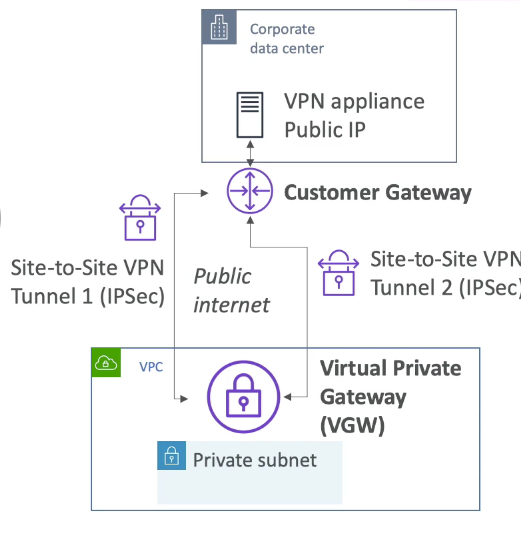 Corporate
data center
VPN appliance
Public IP
Customer Gateway
Site-to-Site VPN
Tunnel 1 (IPSec)
Public
internet
Site-to-Site VPN
Tunnel 2 (IPSec)
VPC
Virtual Private
Gateway
(VGW)
Private subnet